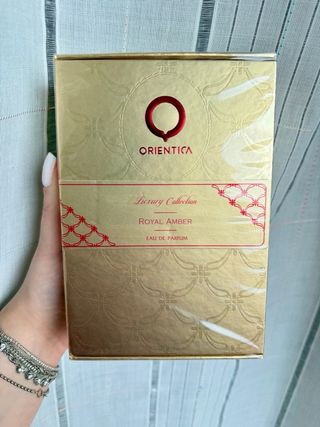 ORIENTICA
Luxury Collection
ROYAL AMBER
EAU DE PARFUM